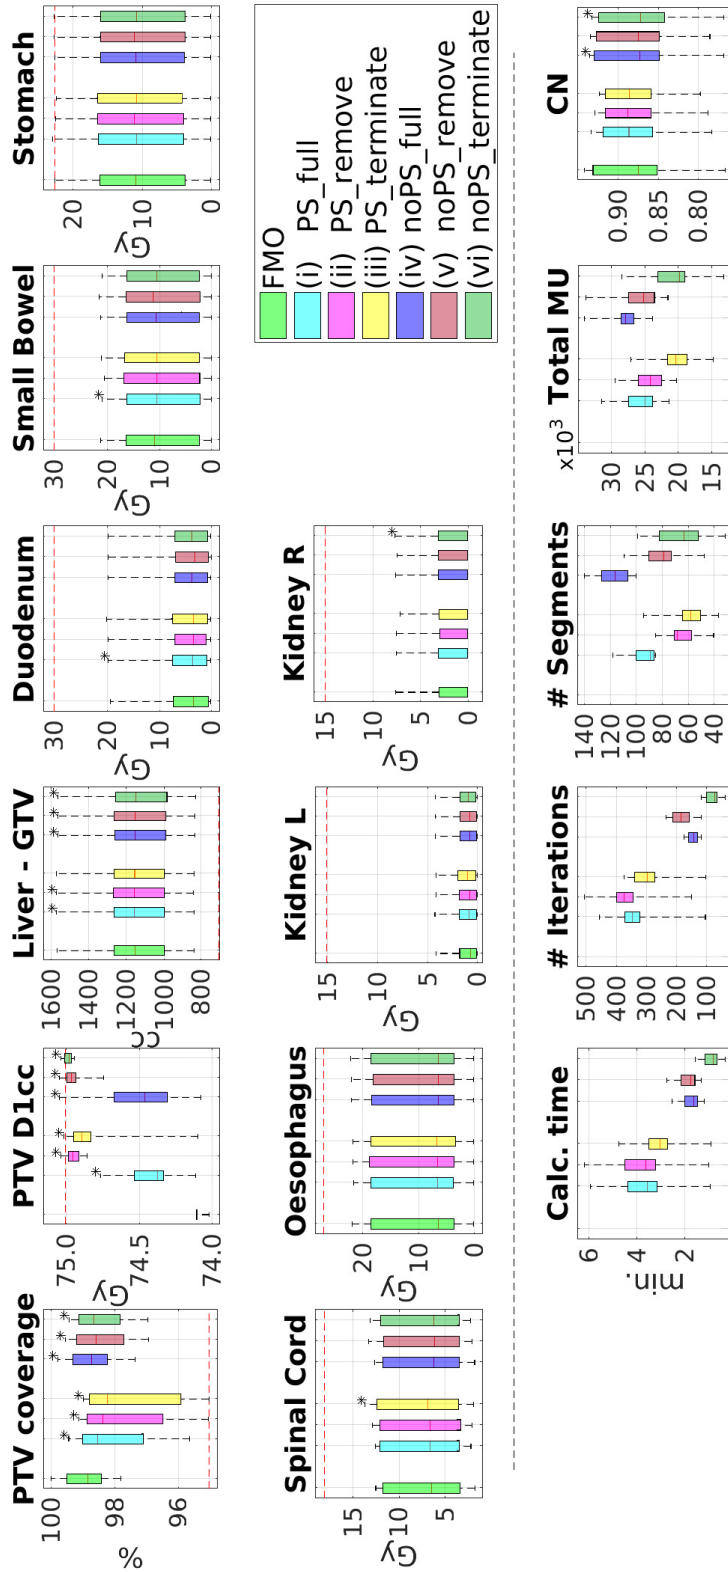 PTV coverage
%
100
98
96
PTV D1cc
Gy
75.0
74.5
74.0
Liver - GTV
cc
1600
1400
1200
1000
800
Duodenum
Gy
30
20
10
0
Small Bowel
Gy
30
20
10
0
Stomach
Gy
20
10
0
Spinal Cord
Gy
15
10
5
Oesophagus
Gy
20
10
0
Kidney L
Gy
15
10
5
0
Kidney R
Gy
15
10
5
0
FMO
(i) PS_full
(ii) PS_remove
(iii) PS_terminate
(iv) noPS_full
(v) noPS_remove
(vi) noPS_terminate
Calc. time
min.
6
4
2
# Iterations
500
400
300
200
100
# Segments
140
120
100
80
60
40
Total MU
x10³
30
25
20
15
CN
0.90
0.85
0.80